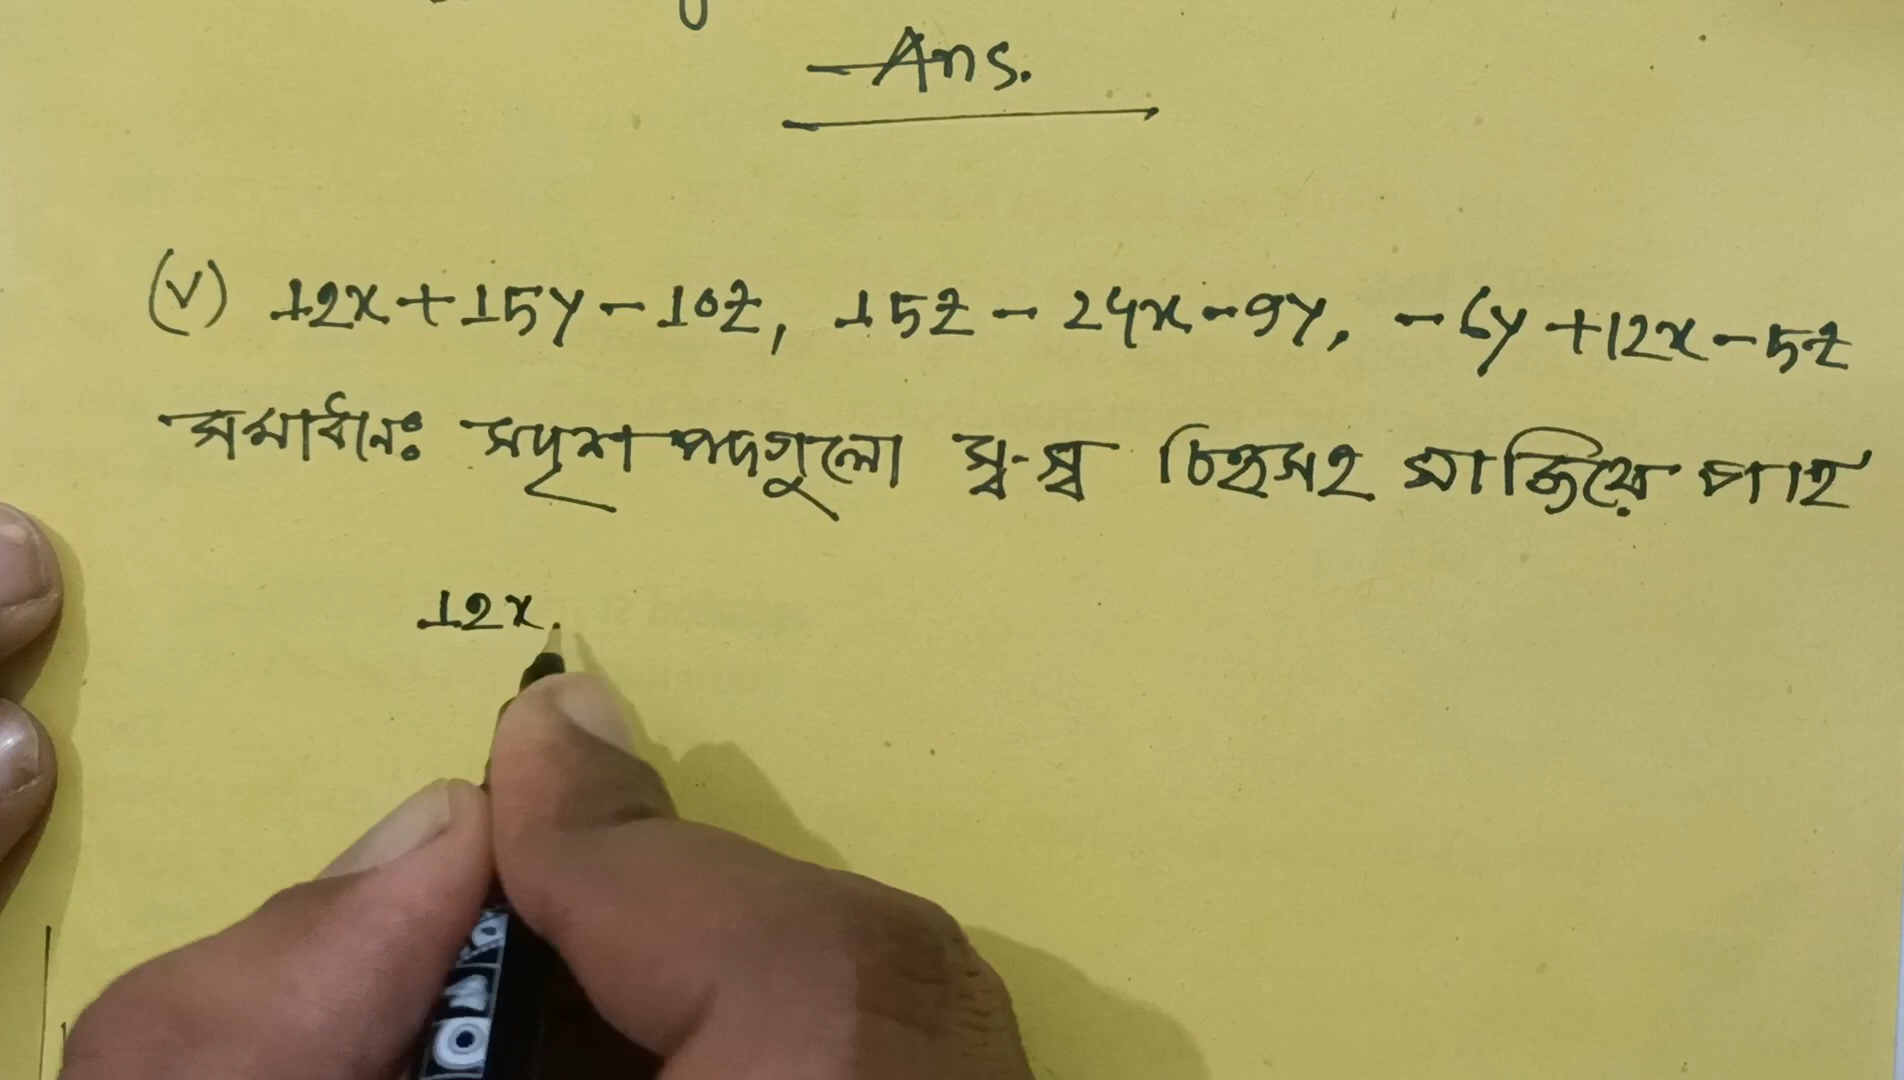 Ans.
(v) 12x+15y-10z, 15z-24x-9y, -6y+12x-5z
সমাধানঃ সদৃশ পদগুলো স্ব-স্ব চিহ্নসহ সাজিয়ে পাই
12x